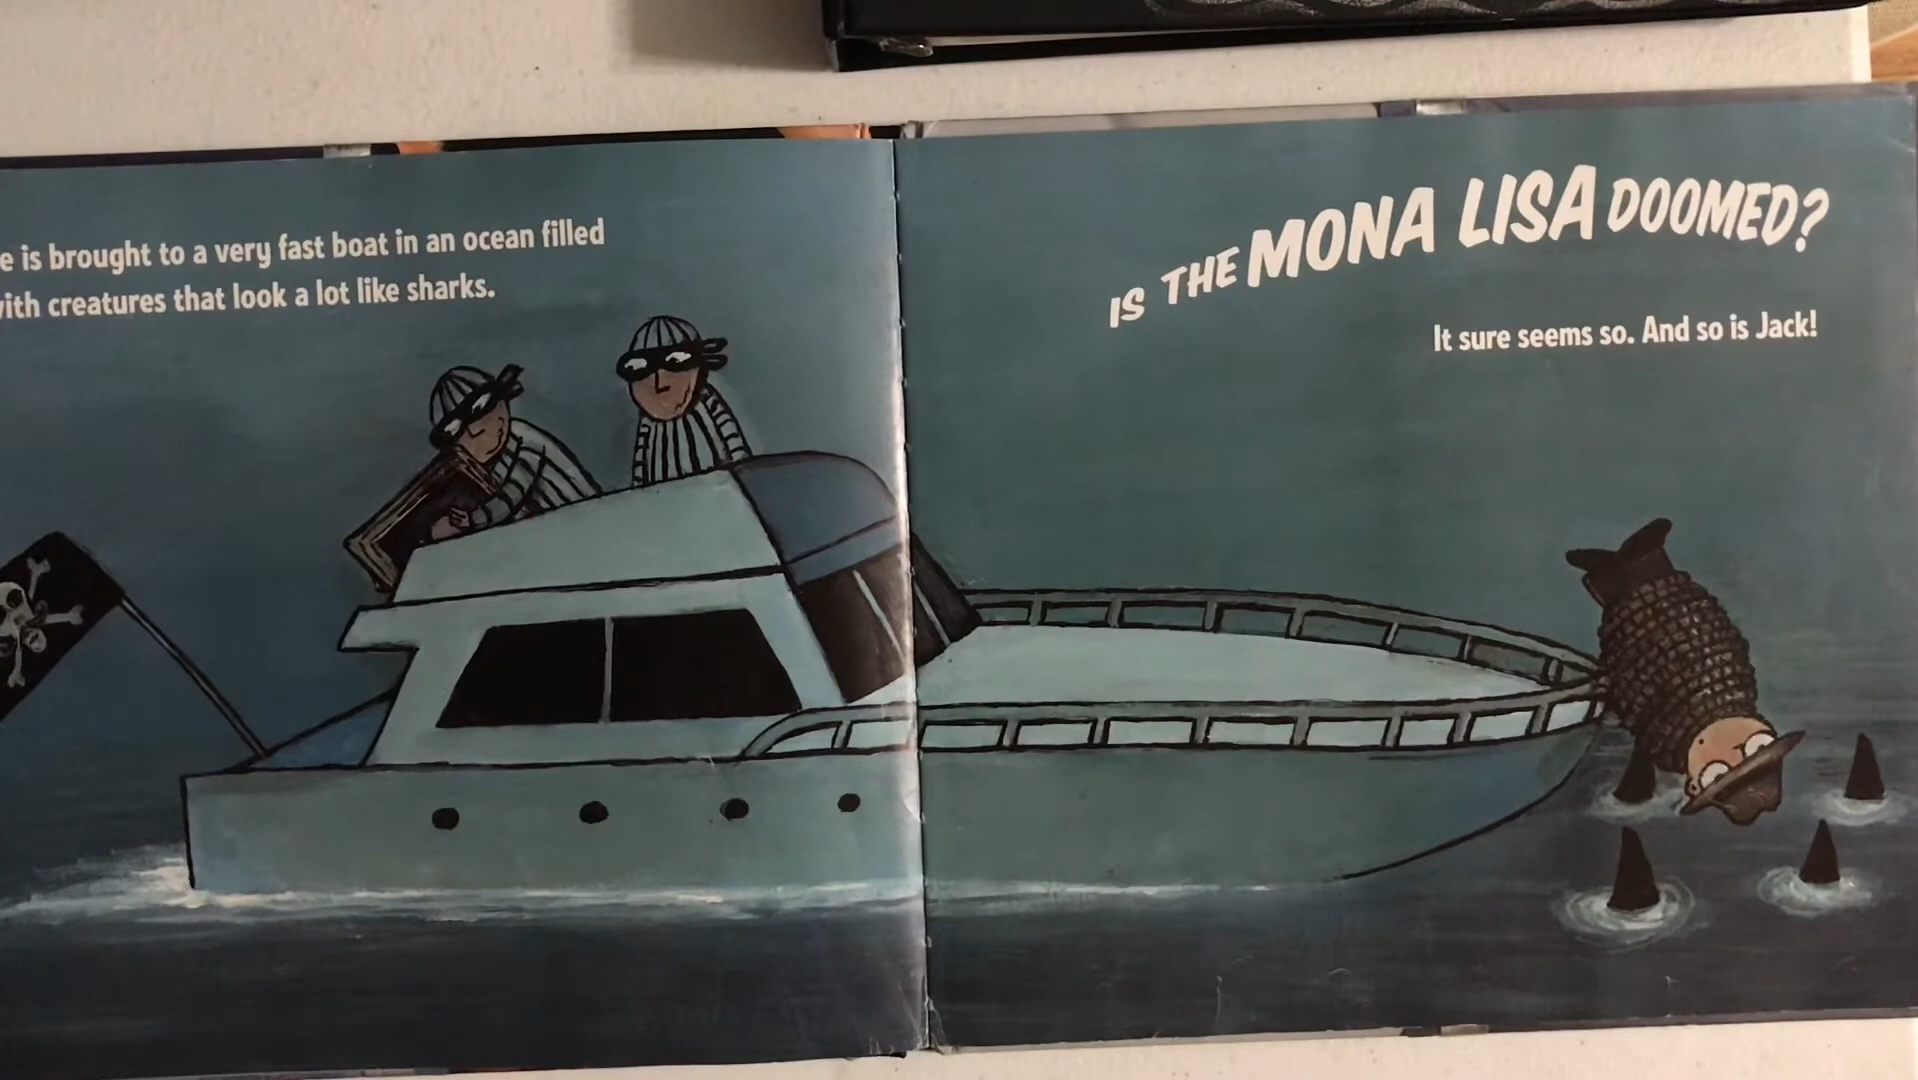 e is brought to a very fast boat in an ocean filled
ith creatures that look a lot like sharks.
IS THE MONA LISA DOOMED?
It sure seems so. And so is Jack!